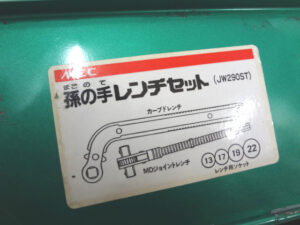 MEC
まごのて
孫の手レンチセット (JW290ST)
カーブドレンチ
MDジョイントレンチ
13 17 19 22
レンチ用ソケット